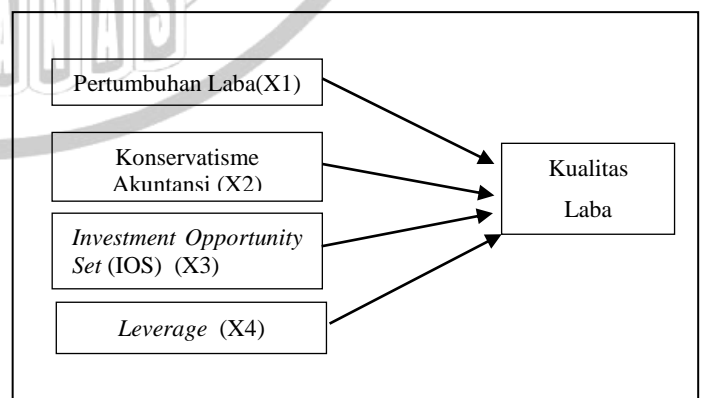 Pertumbuhan Laba(X1)
Konservatisme
Akuntansi (X2)
Investment Opportunity
Set (IOS) (X3)
Leverage (X4)
Kualitas
Laba